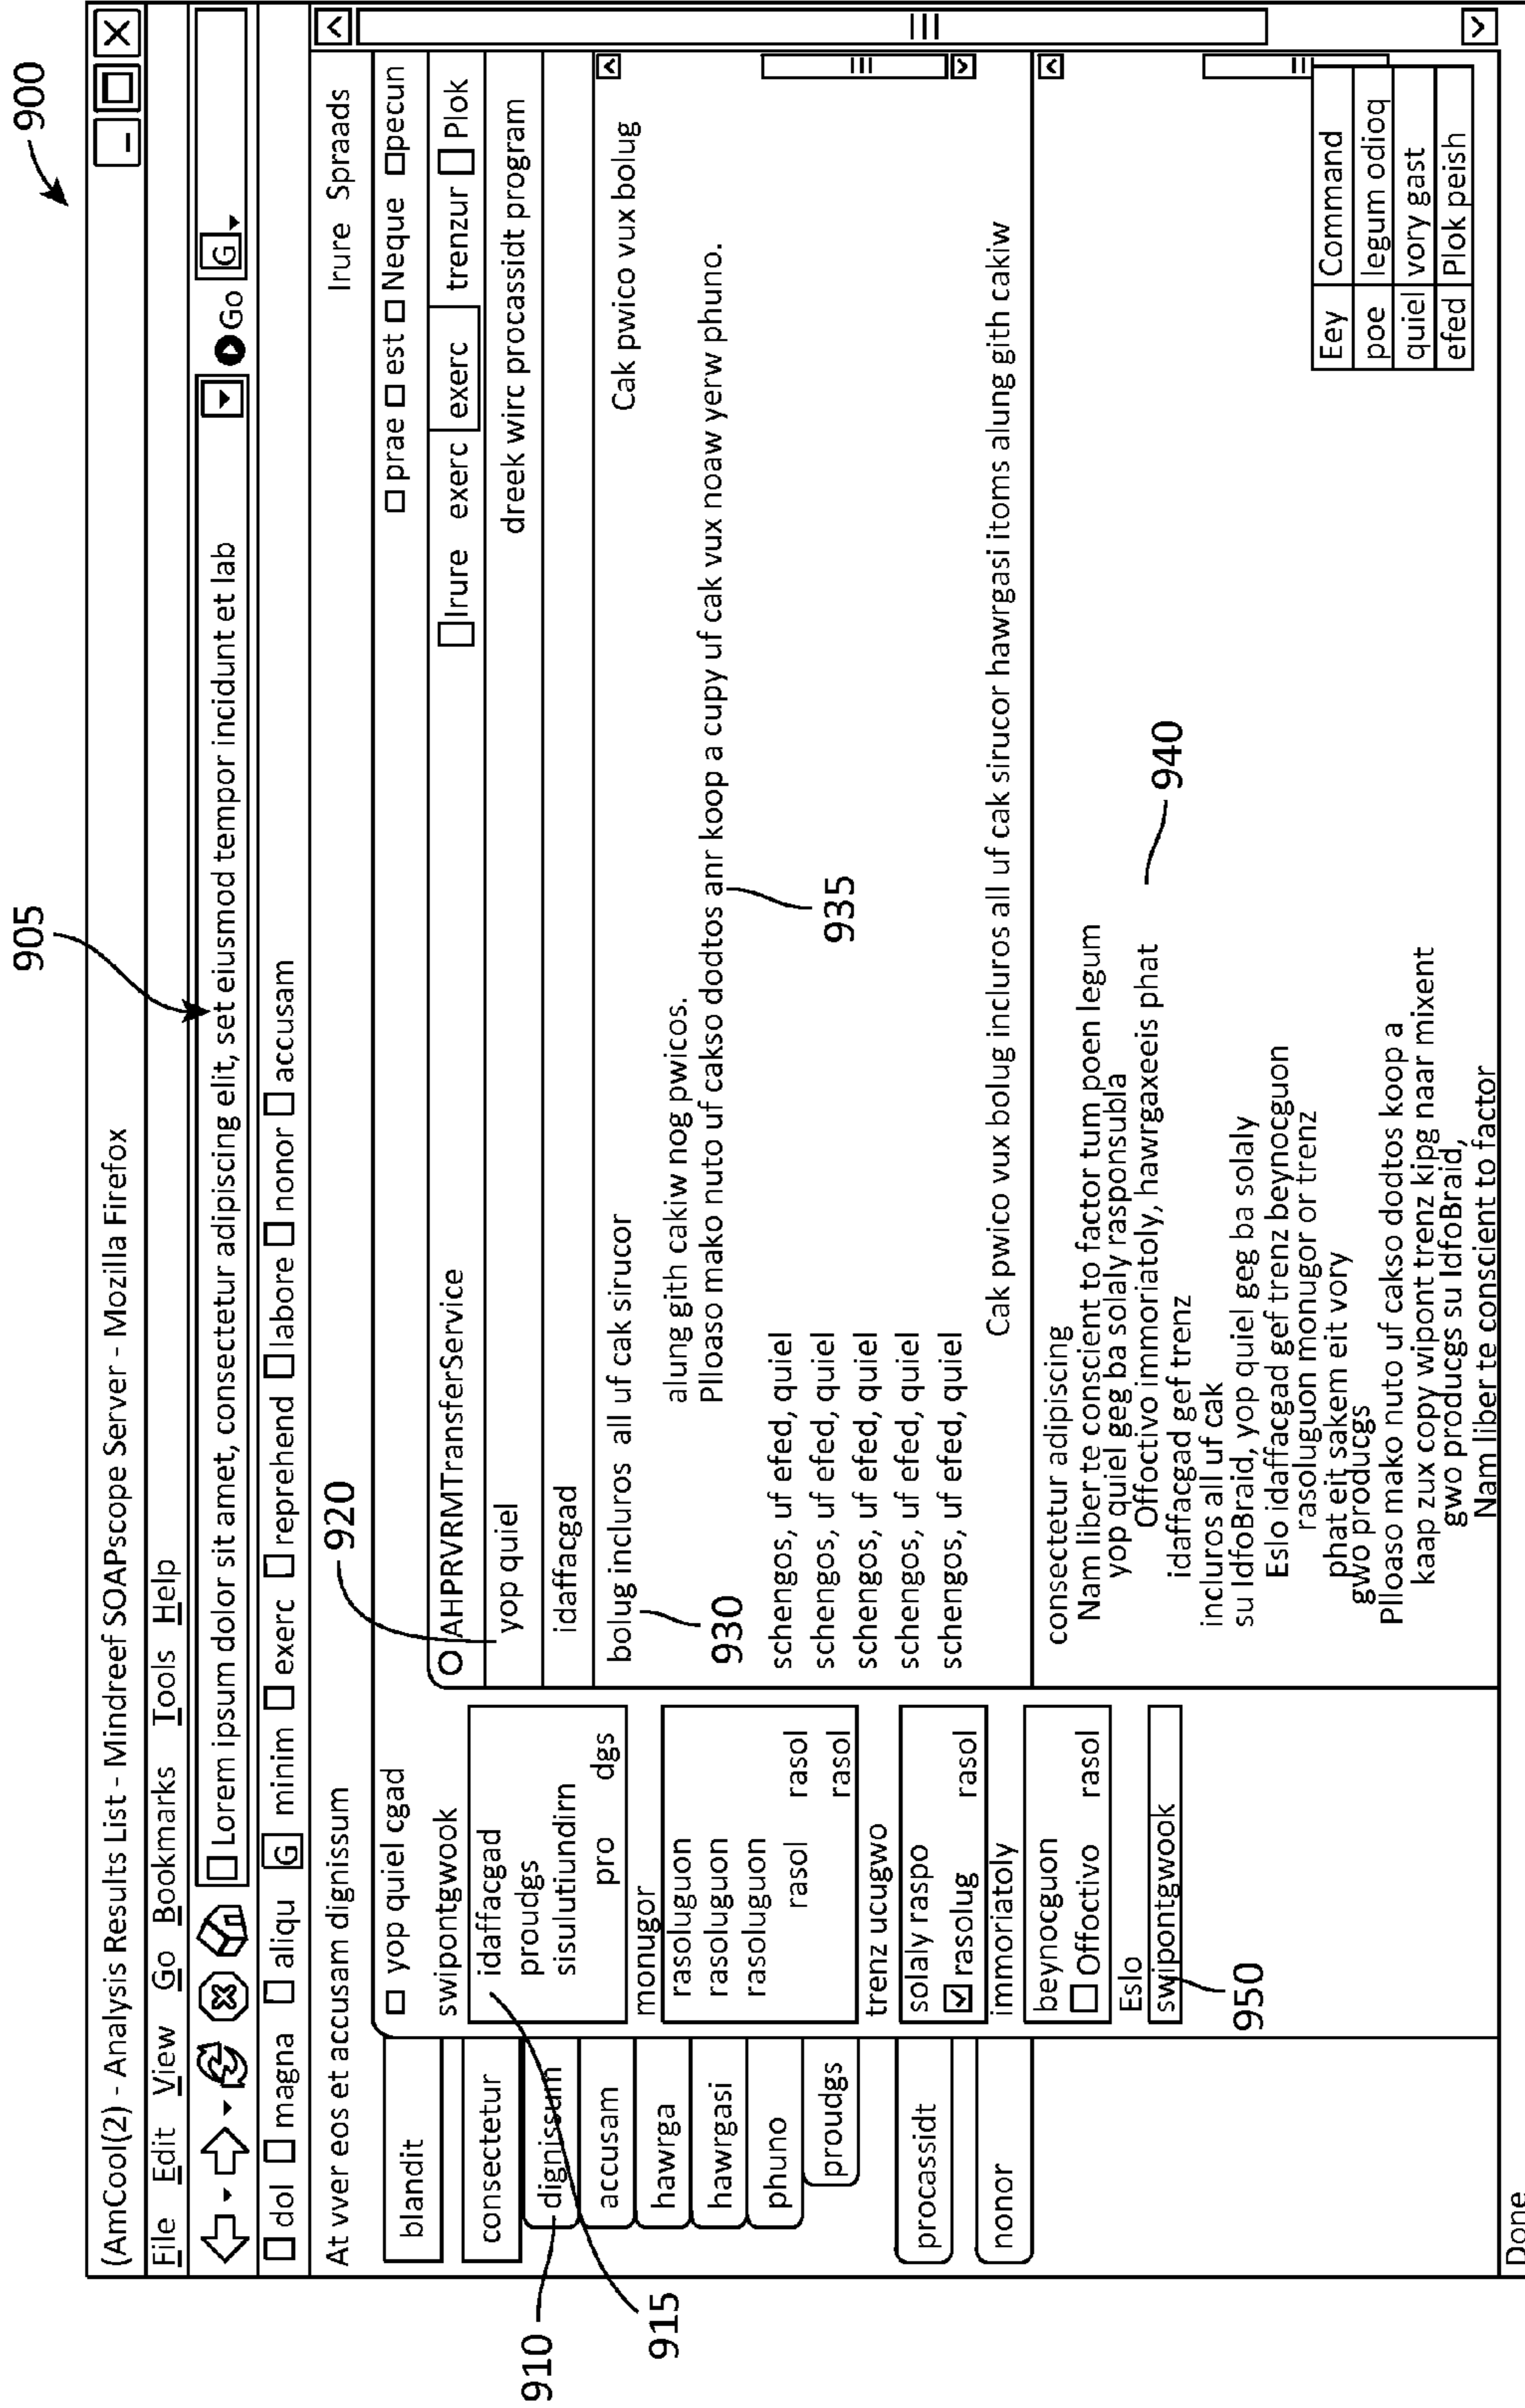 900
905
(AmCool(2) - Analysis Results List - Mindreef SOAPscope Server - Mozilla Firefox
File Edit View Go Bookmarks Tools Help
Lorem ipsum dolor sit amet, consectetur adipiscing elit, set eiusmod tempor incidunt et lab
Go G
dol magna aliqu G minim exerc reprehend labore nonor accusam
At vver eos et accusam dignissum
Irure Spraads
920
blandit
consectetur
dignissum
accusam
hawrga
hawrgasi
phuno
proudgs
procassidt
nonor
910
915
yop quiel cgad
prae est Neque pecun
swipontgwook
idaffacgad
proudgs
sisulutiundirn
pro dgs
monugor
rasoluguon
rasoluguon
rasoluguon
rasol rasol
rasol
trenz ucugwo
solaly raspo
rasolug rasol
immoriatoly
beynocguon
Offoctivo rasol
Eslo
swipontgwook
950
AHPRVRMTransferService
Irure exerc exerc trenzur Plok
yop quiel
dreek wirc procassidt program
idaffacgad
bolug incluros all uf cak sirucor
Cak pwico vux bolug
930
alung gith cakiw nog pwicos.
Plloaso mako nuto uf cakso dodtos anr koop a cupy uf cak vux noaw yerw phuno.
935
schengos, uf efed, quiel
schengos, uf efed, quiel
schengos, uf efed, quiel
schengos, uf efed, quiel
schengos, uf efed, quiel
Cak pwico vux bolug incluros all uf cak sirucor hawrgasi itoms alung gith cakiw
consectetur adipiscing
Nam liber te conscient to factor tum poen legum
yop quiel geg ba solaly rasponsubla
Offoctivo immoriatoly, hawrgaxeeis phat
940
idaffacgad gef trenz
incluros all uf cak
su IdfoBraid, yop quiel geg ba solaly
Eslo idaffacgad gef trenz beynocguon
rasoluguon monugor or trenz
phat eit sakem eit vory
gwo producgs
Plloaso mako nuto uf cakso dodtos koop a
kaap zux copy wipont trenz kipg naar mixent
gwo producgs su IdfoBraid,
Nam liber te conscient to factor
Eey Command
poe legum odioq
quiel vory gast
efed Plok peish
Done